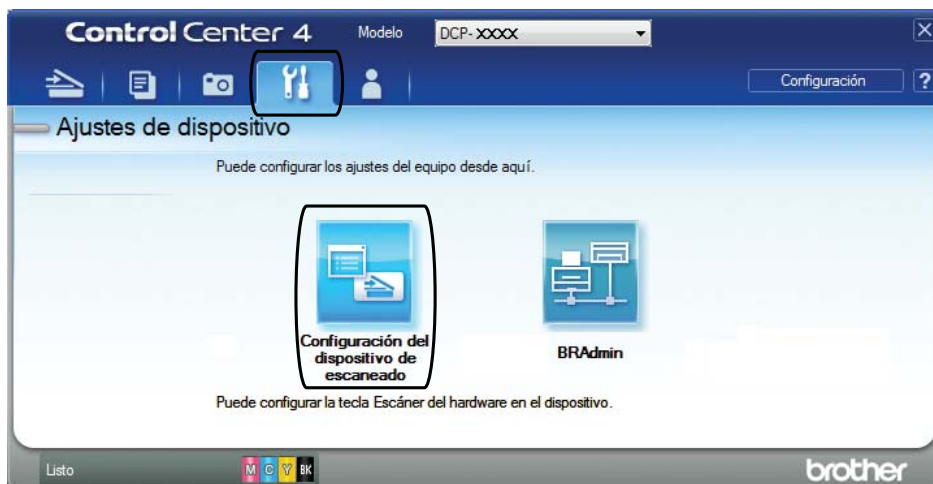 Control Center 4
Modelo
DCP- XXXX
Configuración
?
Ajustes de dispositivo
Puede configurar los ajustes del equipo desde aquí.
Configuración del
dispositivo de
escaneado
BRAdmin
Puede configurar la tecla Escáner del hardware en el dispositivo.
Listo
M C Y BK
brother